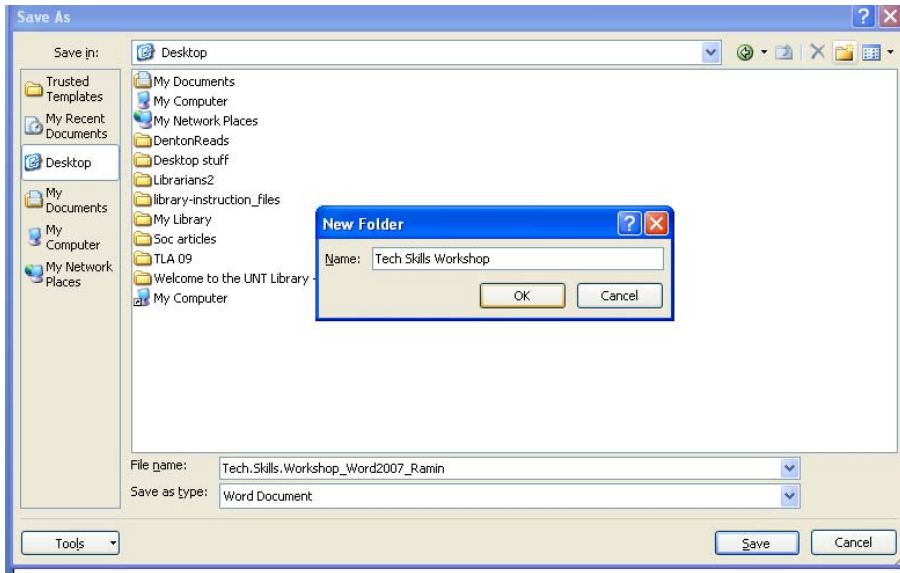 Save As
Save in:
Desktop
Trusted
Templates
My Recent
Documents
Desktop
My
Documents
My
Computer
My Network
Places
My Documents
My Computer
My Network Places
DentonReads
Desktop stuff
Librarians2
library-instruction_files
My Library
Soc articles
TLA 09
Welcome to the UNT Library -
My Computer
New Folder
Name: Tech Skills Workshop
OK Cancel
File name: Tech.Skills.Workshop_Word2007_Ramin
Save as type: Word Document
Tools Save Cancel